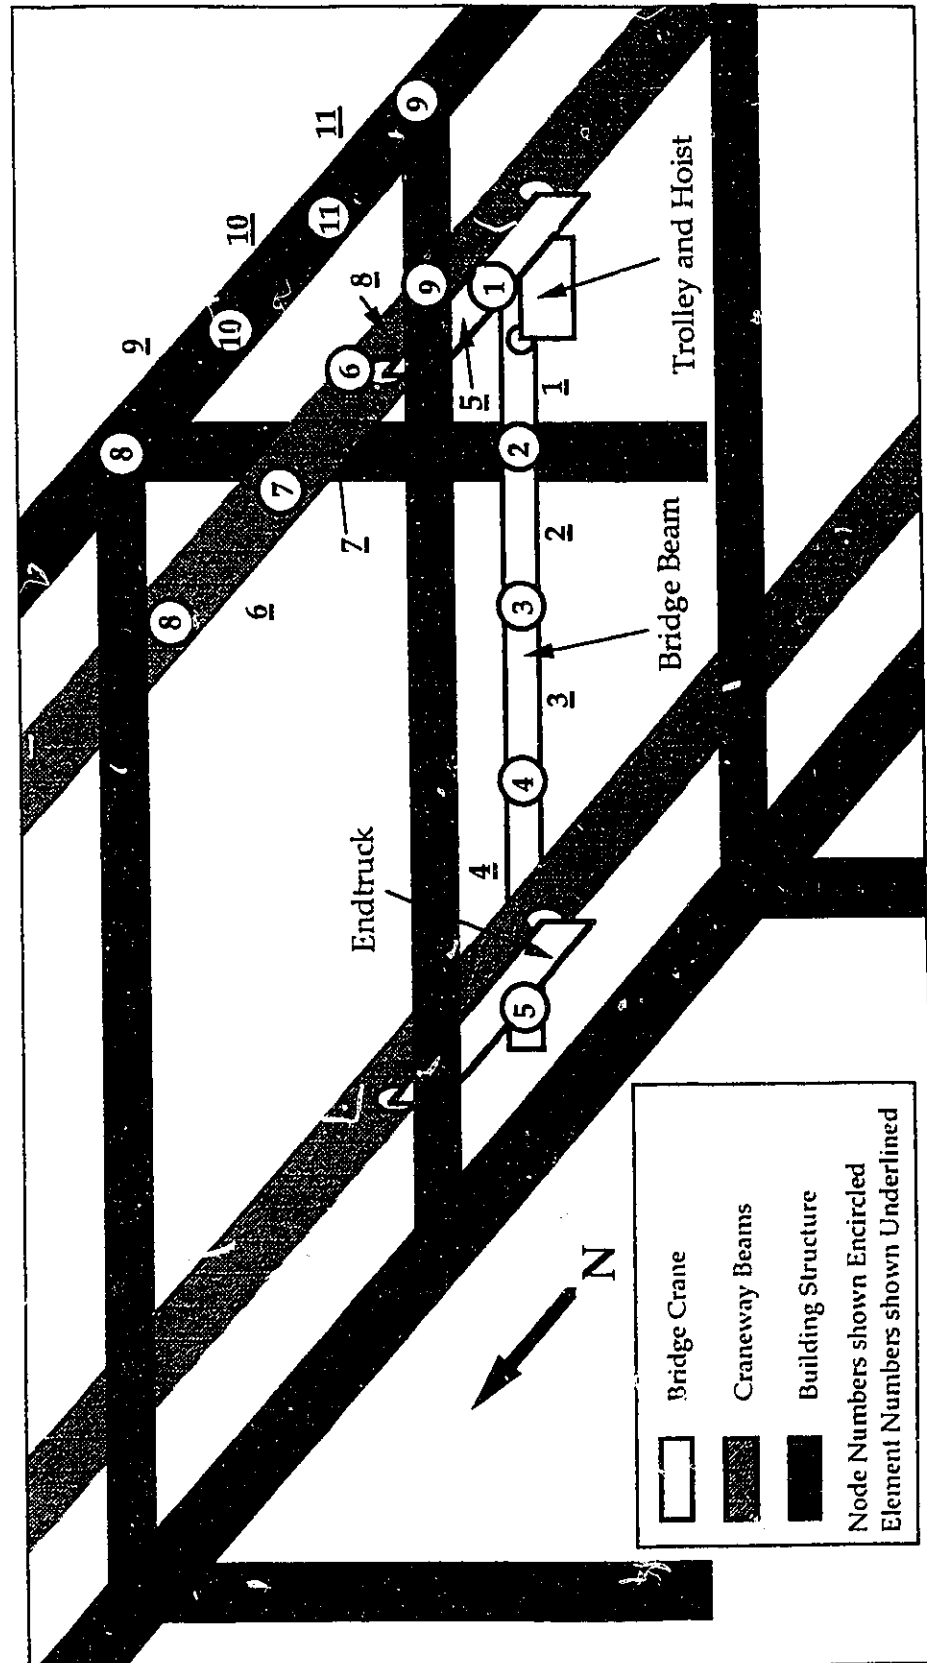 11
10
9
9
11
10
8
8
9
8
6
7
7
6
5
1
1
2
2
3
3
4
4
5
Trolley and Hoist
Bridge Beam
Endtruck
N
Bridge Crane
Craneway Beams
Building Structure
Node Numbers shown Encircled
Element Numbers shown Underlined